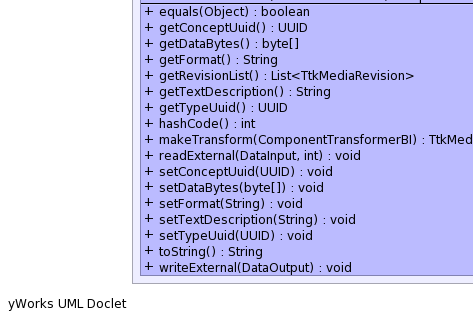 + equals(Object) : boolean
+ getConceptUuid() : UUID
+ getDataBytes() : byte[]
+ getFormat() : String
+ getRevisionList() : List<TtkMediaRevision>
+ getTextDescription() : String
+ getTypeUuid() : UUID
+ hashCode() : int
+ makeTransform(ComponentTransformerBI) : TtkMed
+ readExternal(DataInput, int) : void
+ setConceptUuid(UUID) : void
+ setDataBytes(byte[]) : void
+ setFormat(String) : void
+ setTextDescription(String) : void
+ setTypeUuid(UUID) : void
+ toString() : String
+ writeExternal(DataOutput) : void
yWorks UML Doclet